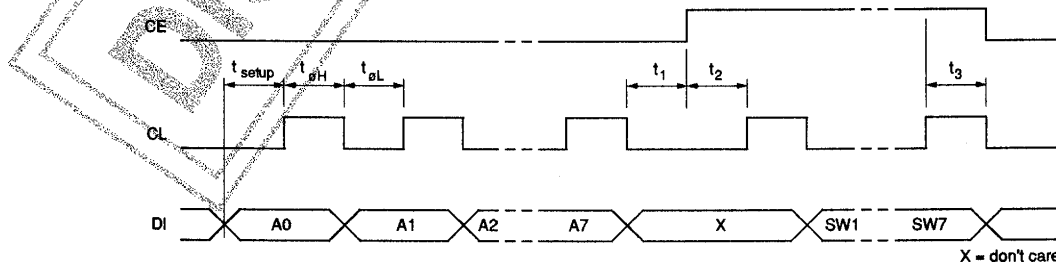 CE
t setup
t øH
t øL
t1
t2
t3
CL
DI
A0
A1
A2
A7
X
SW1
SW7
X = don't care